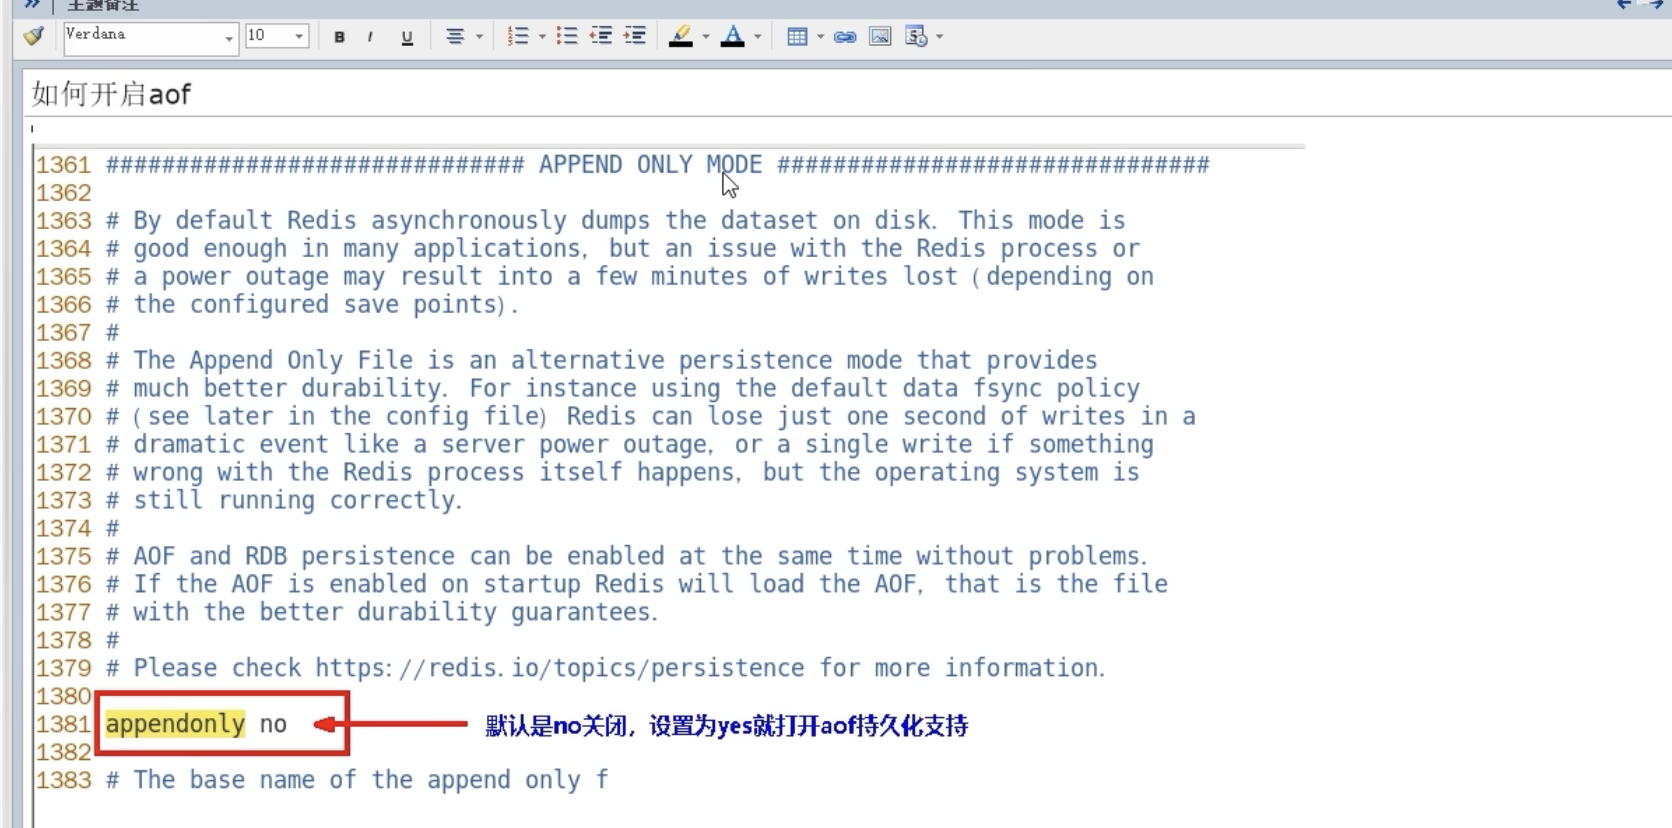 主题备注
Verdana 10 B I U
如何开启aof
1361 ############################## APPEND ONLY MODE ###############################
1362
1363 # By default Redis asynchronously dumps the dataset on disk. This mode is
1364 # good enough in many applications, but an issue with the Redis process or
1365 # a power outage may result into a few minutes of writes lost (depending on
1366 # the configured save points).
1367 #
1368 # The Append Only File is an alternative persistence mode that provides
1369 # much better durability. For instance using the default data fsync policy
1370 # (see later in the config file) Redis can lose just one second of writes in a
1371 # dramatic event like a server power outage, or a single write if something
1372 # wrong with the Redis process itself happens, but the operating system is
1373 # still running correctly.
1374 #
1375 # AOF and RDB persistence can be enabled at the same time without problems.
1376 # If the AOF is enabled on startup Redis will load the AOF, that is the file
1377 # with the better durability guarantees.
1378 #
1379 # Please check https://redis.io/topics/persistence for more information.
1380
1381 appendonly no 默认是no关闭，设置为yes就打开aof持久化支持
1382
1383 # The base name of the append only f